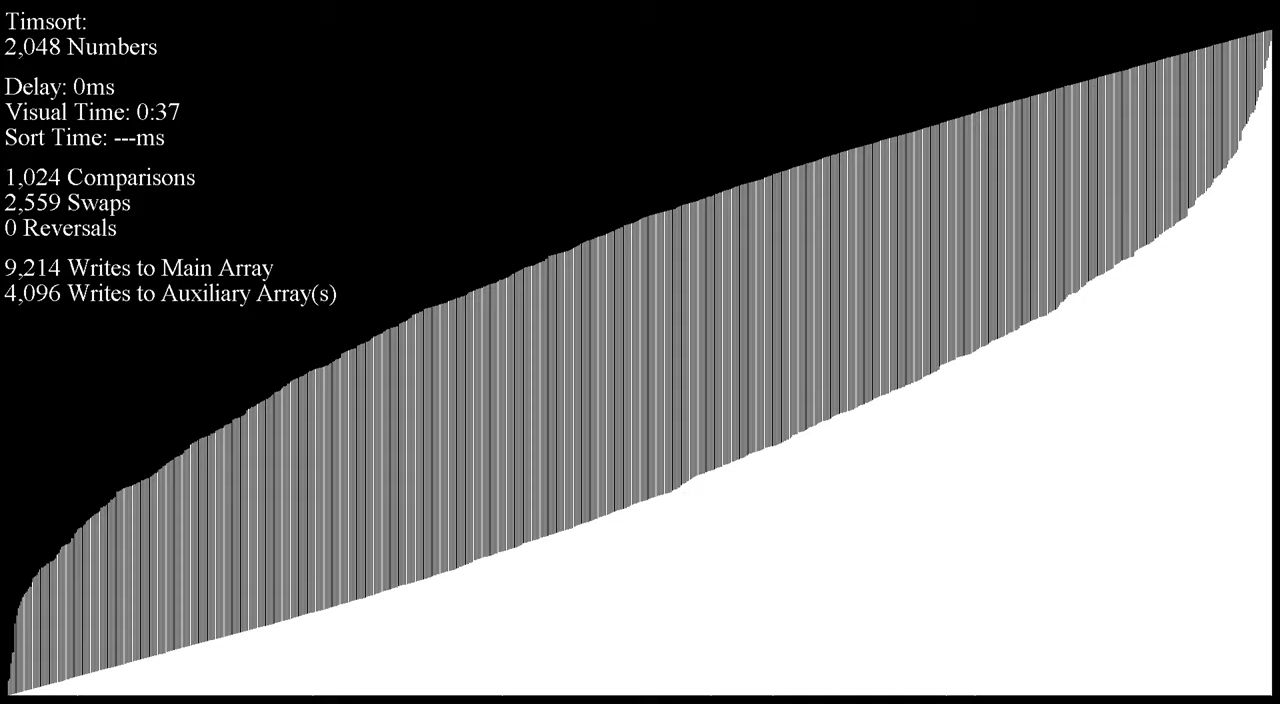 Timsort:
2,048 Numbers
Delay: 0ms
Visual Time: 0:37
Sort Time: ---ms
1,024 Comparisons
2,559 Swaps
0 Reversals
9,214 Writes to Main Array
4,096 Writes to Auxiliary Array(s)